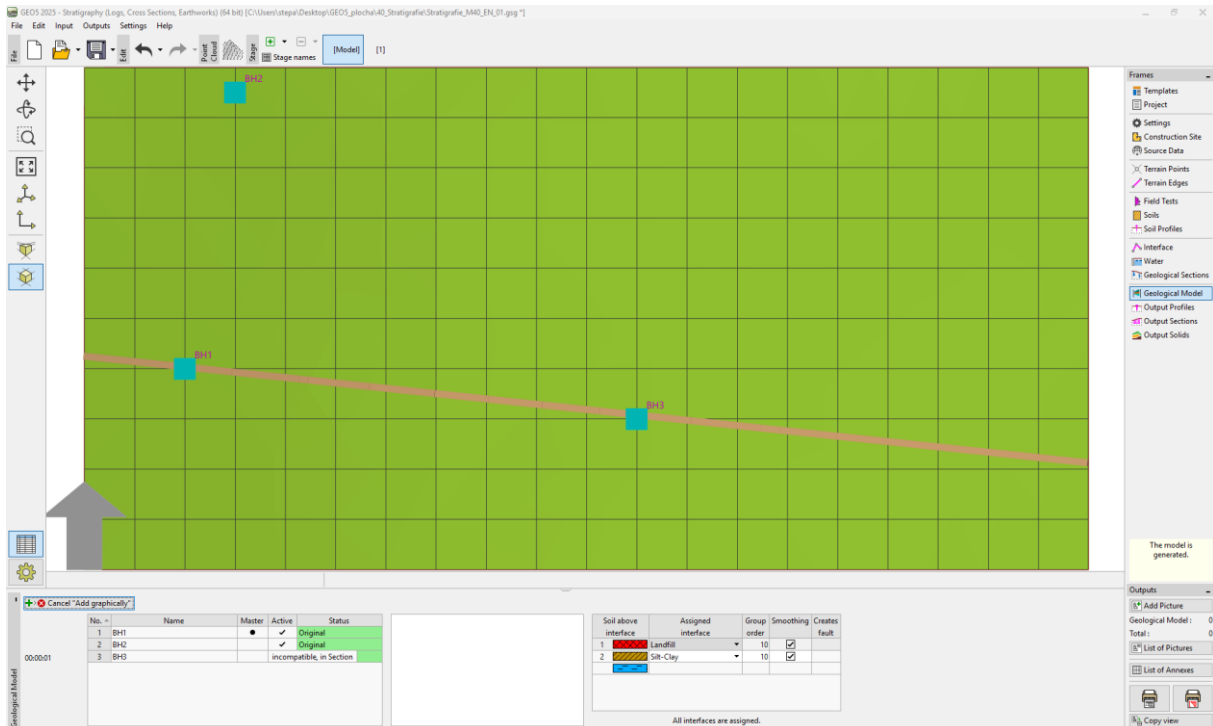 GEO5 2025 - Stratigraphy (Logs, Cross Sections, Earthworks) (64 bit) [C:\Users\stepa\Desktop\GEO5_plocha\40_Stratigrafie\Stratigrafie_M40_EN_01.gsg *]
File Edit Input Outputs Settings Help
File
Edit
Point Cloud
Stage
Stage names
[Model]
[1]
BH2
BH1
BH3
Frames
Templates
Project
Settings
Construction Site
Source Data
Terrain Points
Terrain Edges
Field Tests
Soils
Soil Profiles
Interface
Water
Geological Sections
Geological Model
Output Profiles
Output Sections
Output Solids
The model is
generated.
Outputs
Add Picture
Geological Model : 0
Total : 0
List of Pictures
List of Annexes
Copy view
Geological Model
00:00:01
Cancel "Add graphically"
No. Name Master Active Status
1 BH1 ● ✓ Original
2 BH2 ✓ Original
3 BH3 incompatible, in Section
Soil above Assigned Group Smoothing Creates
interface interface order fault
1 Landfill 10 ✓
2 Silt-Clay 10 ✓
All interfaces are assigned.